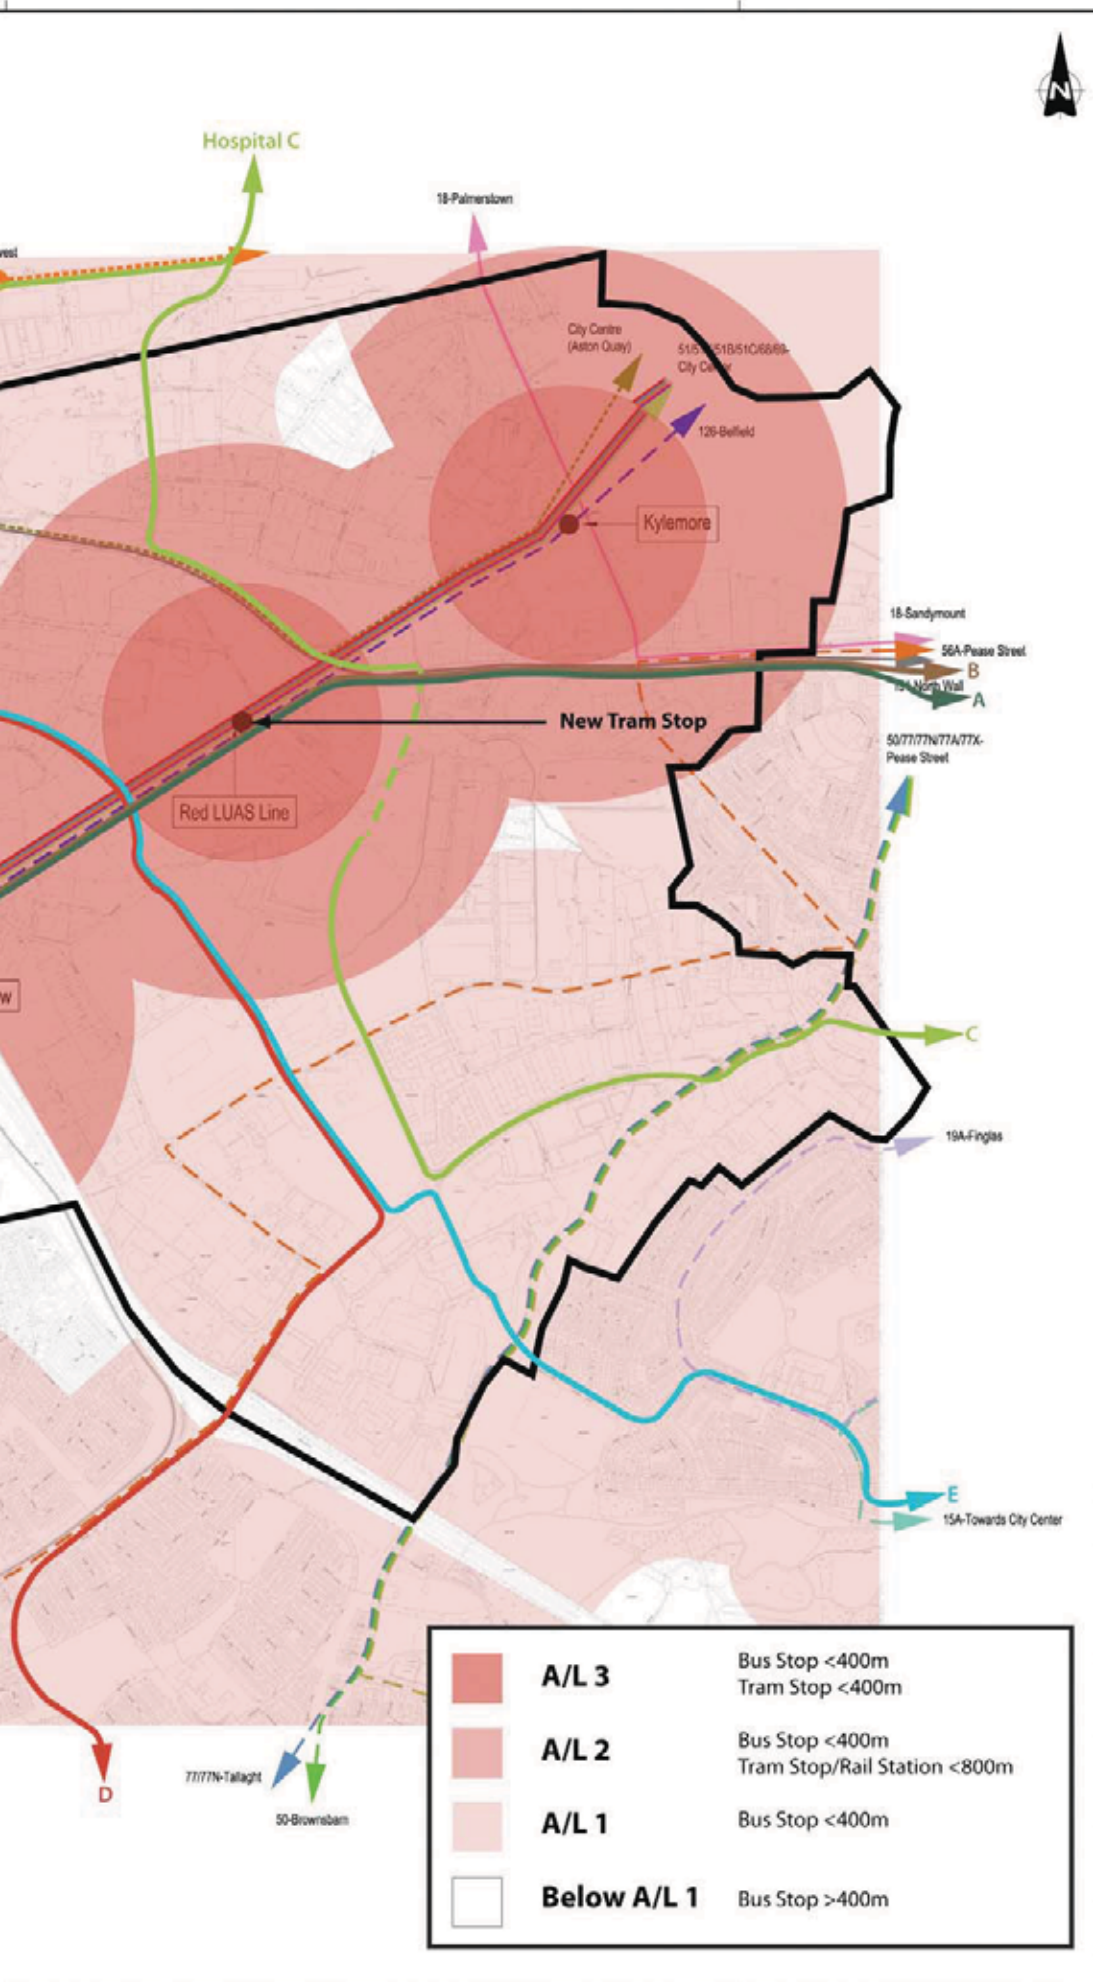 N
Hospital C
18-Palmerstown
vest
City Centre
(Aston Quay)
City Center
126-Belfield
Kylemore
18-Sandymount
56A-Pease Street
B
151-North Wall
A
New Tram Stop
50/77/77N/77A/77X-
Pease Street
Red LUAS Line
w
C
19A-Finglas
E
15A-Towards City Center
D
77/77N-Tallaght
50-Brownsbarn
A/L 3
Bus Stop <400m
Tram Stop <400m
A/L 2
Bus Stop <400m
Tram Stop/Rail Station <800m
A/L 1
Bus Stop <400m
Below A/L 1
Bus Stop >400m